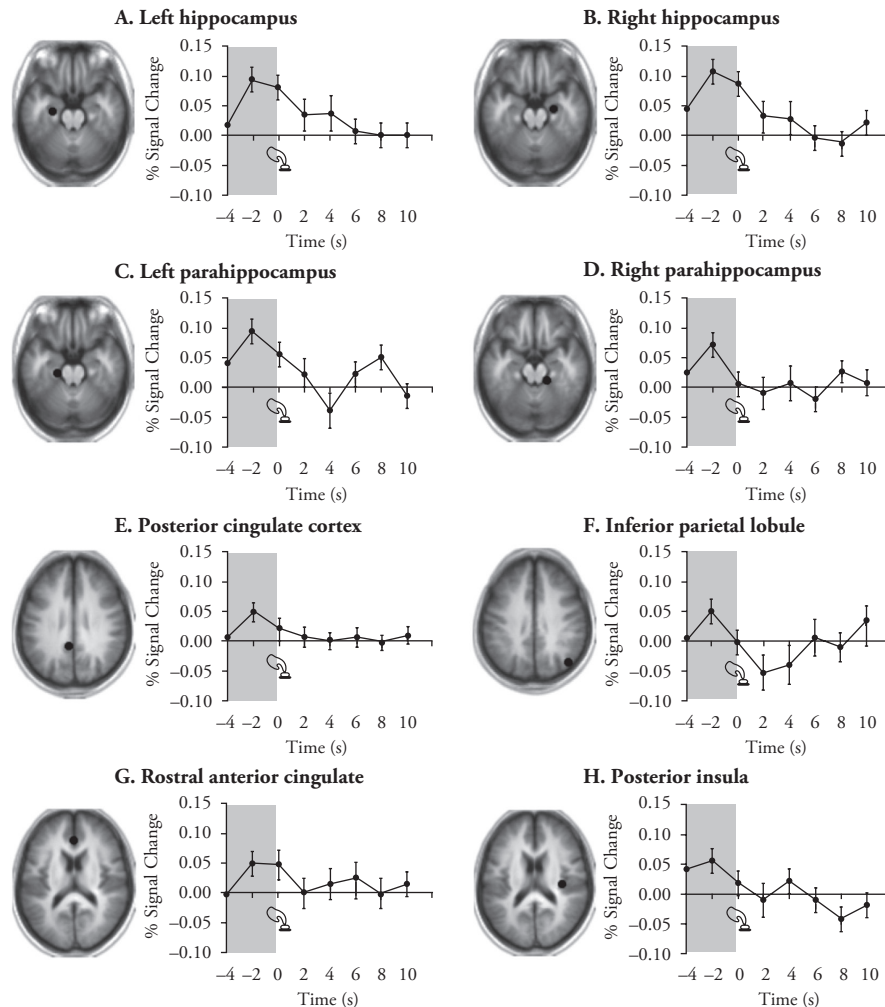 A. Left hippocampus
% Signal Change
0.15
0.10
0.05
0.00
–0.05
–0.10
–4 –2 0 2 4 6 8 10
Time (s)
B. Right hippocampus
% Signal Change
0.15
0.10
0.05
0.00
–0.05
–0.10
–4 –2 0 2 4 6 8 10
Time (s)
C. Left parahippocampus
% Signal Change
0.15
0.10
0.05
0.00
–0.05
–0.10
–4 –2 0 2 4 6 8 10
Time (s)
D. Right parahippocampus
% Signal Change
0.15
0.10
0.05
0.00
–0.05
–0.10
–4 –2 0 2 4 6 8 10
Time (s)
E. Posterior cingulate cortex
% Signal Change
0.15
0.10
0.05
0.00
–0.05
–0.10
–4 –2 0 2 4 6 8 10
Time (s)
F. Inferior parietal lobule
% Signal Change
0.15
0.10
0.05
0.00
–0.05
–0.10
–4 –2 0 2 4 6 8 10
Time (s)
G. Rostral anterior cingulate
% Signal Change
0.15
0.10
0.05
0.00
–0.05
–0.10
–4 –2 0 2 4 6 8 10
Time (s)
H. Posterior insula
% Signal Change
0.15
0.10
0.05
0.00
–0.05
–0.10
–4 –2 0 2 4 6 8 10
Time (s)